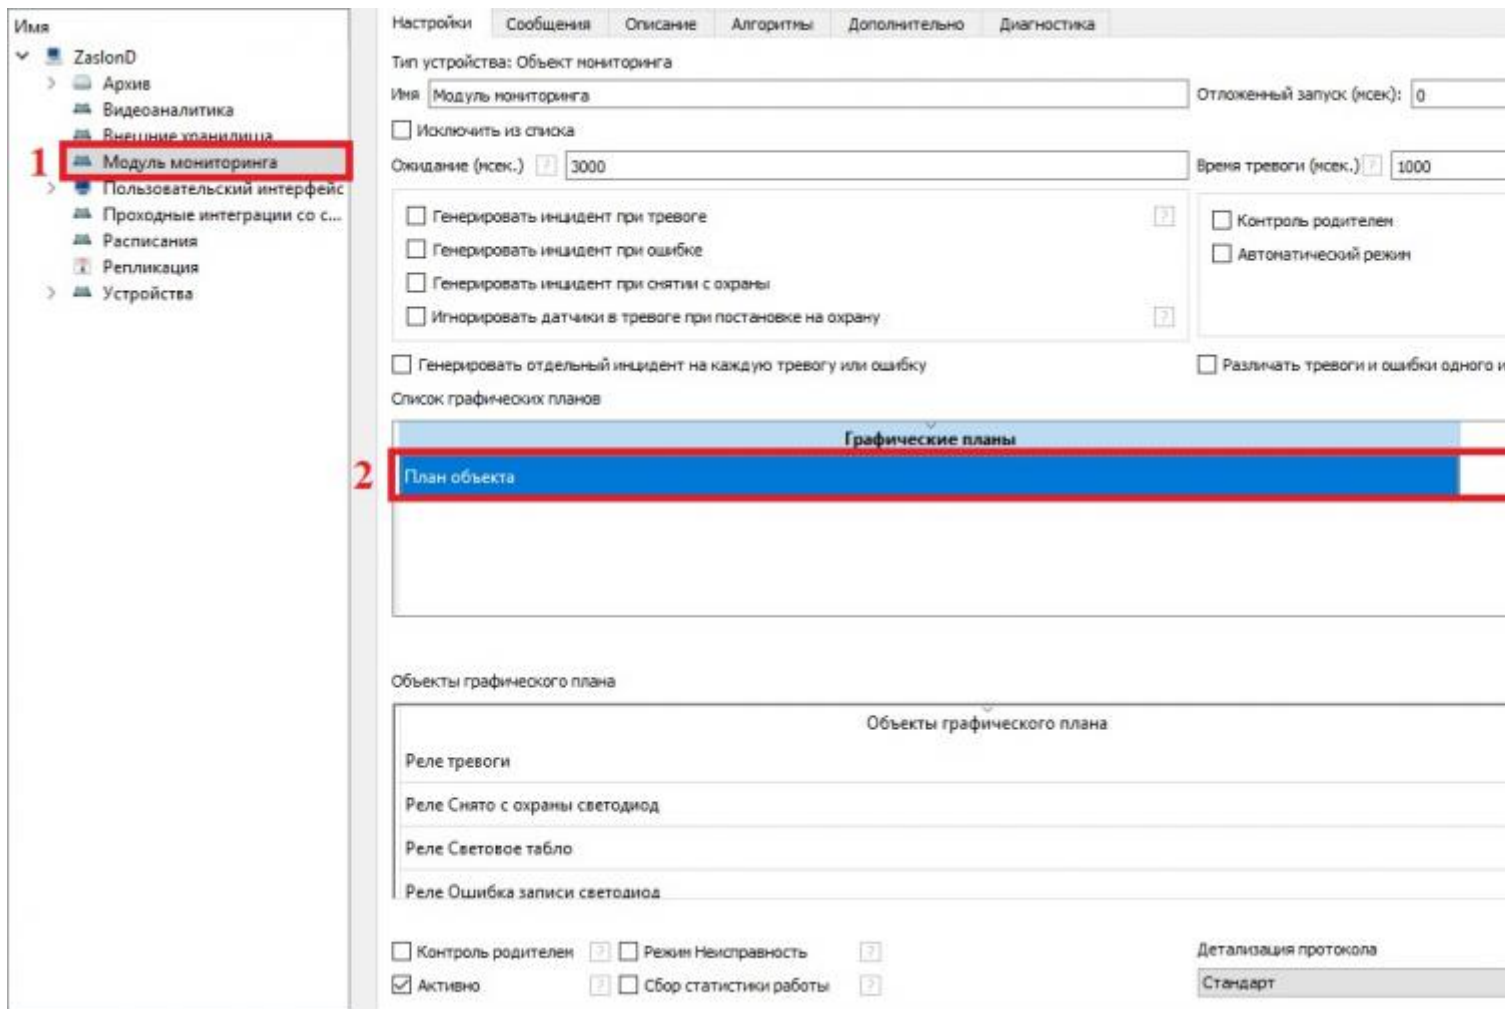 Имя
ZaslonD
Архив
Видеоаналитика
Внешние хранилища
1
Модуль мониторинга
Пользовательский интерфейс
Проходные интеграции со с...
Расписания
Репликация
Устройства
Настройки Сообщения Описание Алгоритмы Дополнительно Диагностика
Тип устройства: Объект мониторинга
Имя Модуль мониторинга Отложенный запуск (мсек): 0
Исключить из списка
Ожидание (мсек.) ? 3000 Время тревоги (мсек.) ? 1000
Генерировать инцидент при тревоге ? Контроль родителем
Генерировать инцидент при ошибке Автоматический режим
Генерировать инцидент при снятии с охраны
Игнорировать датчики в тревоге при постановке на охрану ?
Генерировать отдельный инцидент на каждую тревогу или ошибку Различать тревоги и ошибки одного и
Список графических планов
Графические планы
2 План объекта
Объекты графического плана
Объекты графического плана
Реле тревоги
Реле Снято с охраны светодиод
Реле Световое табло
Реле Ошибка записи светодиод
Контроль родителем ? Режим Неисправность ? Детализация протокола
Активно ? Сбор статистики работы ? Стандарт